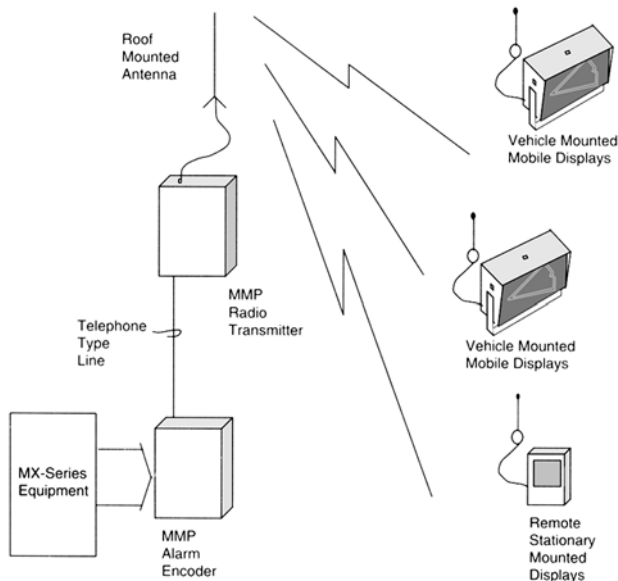 Roof
Mounted
Antenna
Vehicle Mounted
Mobile Displays
MMP
Radio
Transmitter
Telephone
Type
Line
Vehicle Mounted
Mobile Displays
MX-Series
Equipment
MMP
Alarm
Encoder
Remote
Stationary
Mounted
Displays